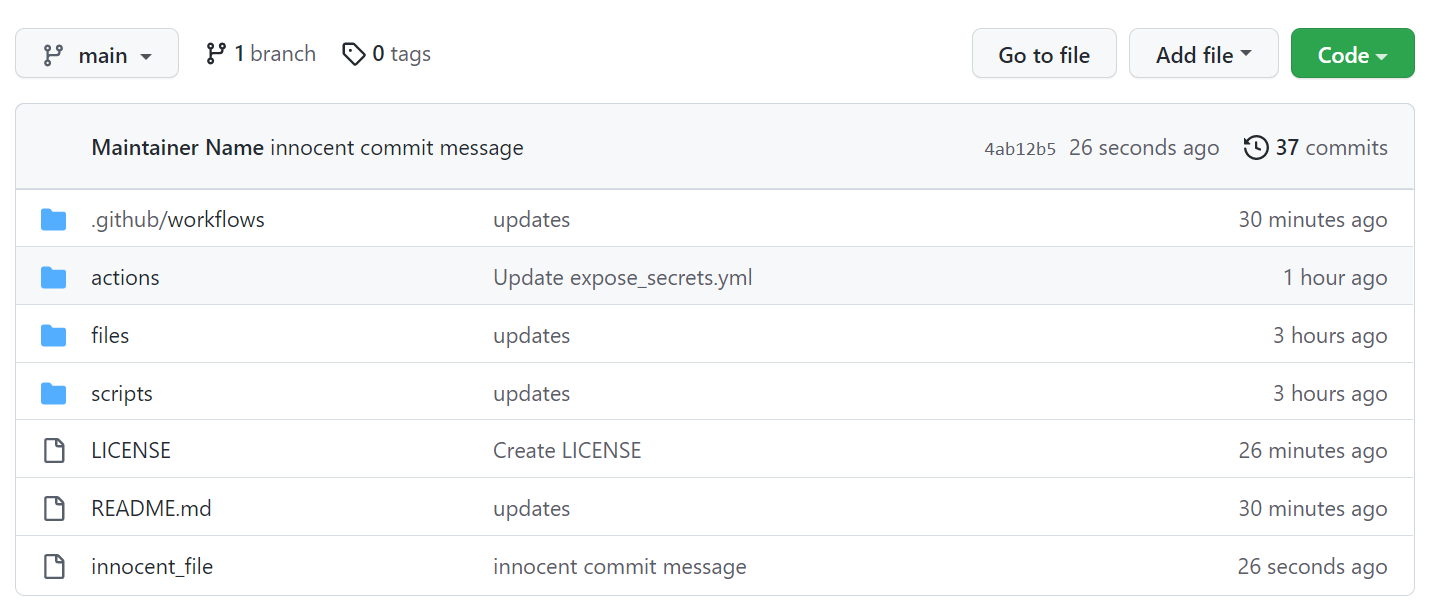 main 1 branch 0 tags Go to file Add file Code
Maintainer Name innocent commit message 4ab12b5 26 seconds ago 37 commits
.github/workflows updates 30 minutes ago
actions Update expose_secrets.yml 1 hour ago
files updates 3 hours ago
scripts updates 3 hours ago
LICENSE Create LICENSE 26 minutes ago
README.md updates 30 minutes ago
innocent_file innocent commit message 26 seconds ago